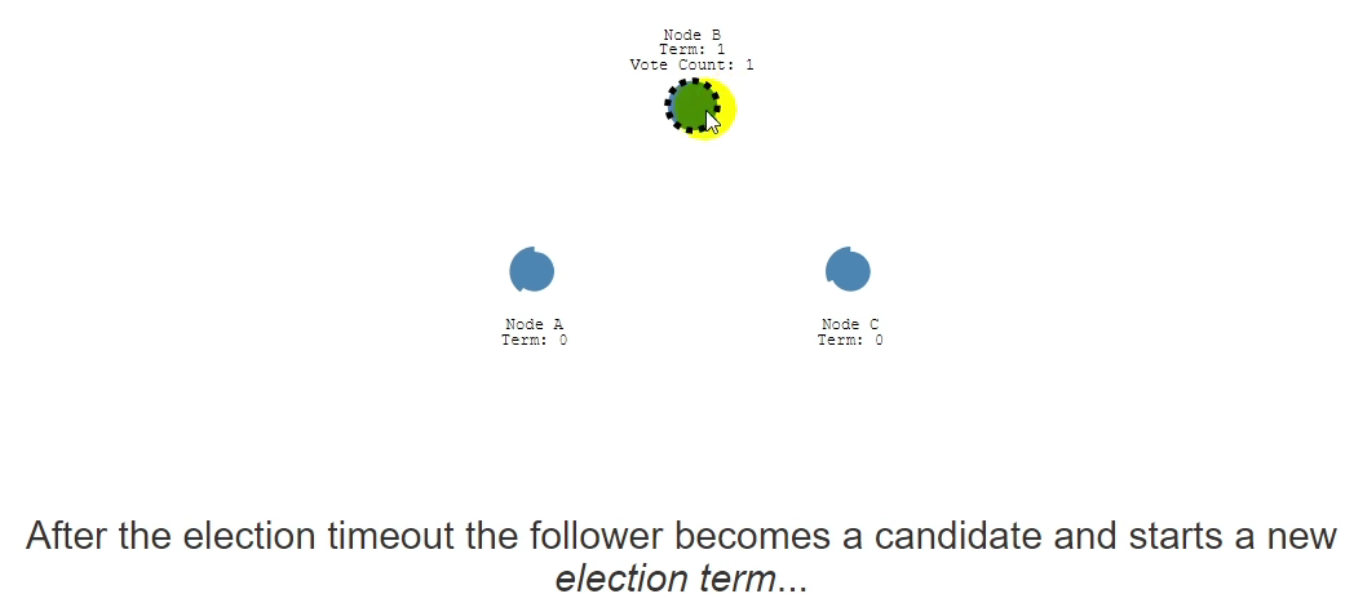 Node B
Term: 1
Vote Count: 1
Node A
Term: 0
Node C
Term: 0
After the election timeout the follower becomes a candidate and starts a new
election term...